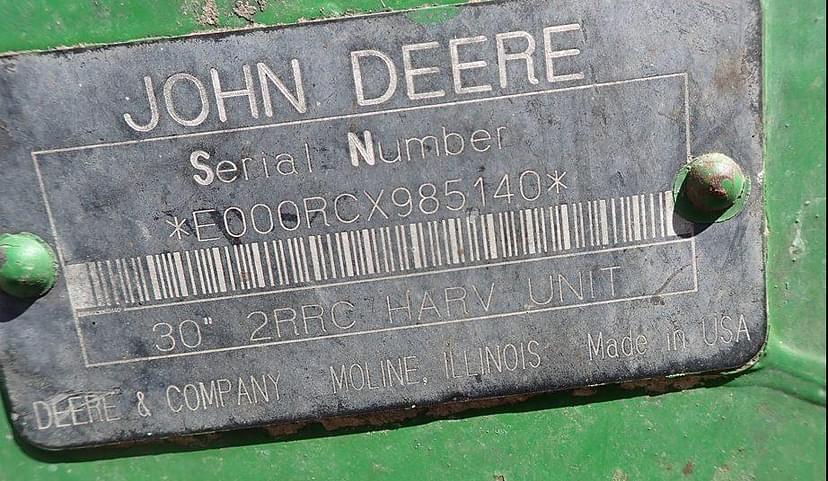 JOHN DEERE
Serial Number
*E000RCX985140*
30" 2RRC HARV UNIT
DEERE & COMPANY MOLINE, ILLINOIS Made in USA